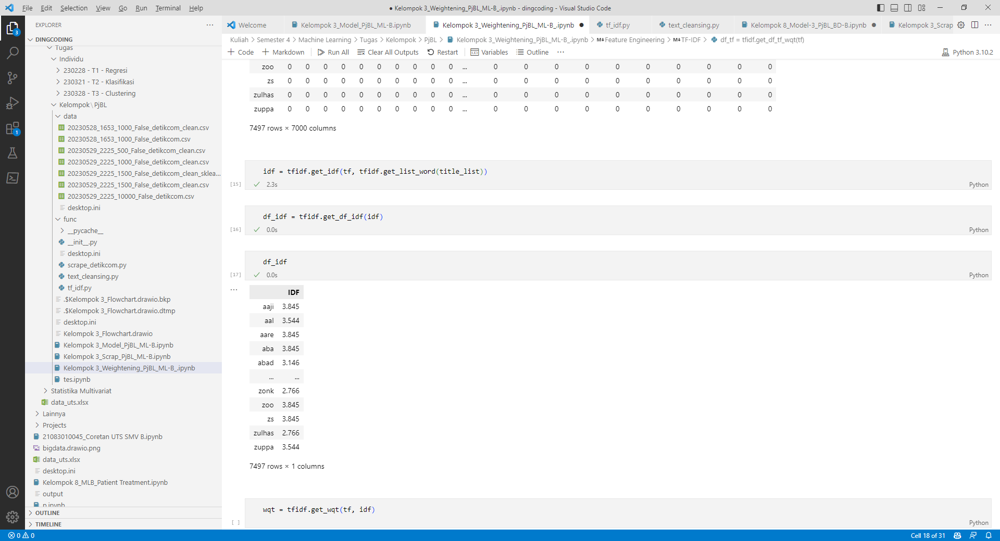 File Edit Selection View Go Run Terminal Help
● Kelompok 3_Weightening_PjBL_ML-B_.ipynb - dingcoding - Visual Studio Code
EXPLORER
DINGCODING
Tugas
Individu
230228 - T1 - Regresi
230321 - T2 - Klasifikasi
230328 - T3 - Clustering
Kelompok\PjBL
data
20230528_1653_1000_False_detikcom_clean.csv
20230528_1653_1000_False_detikcom.csv
20230529_2225_500_False_detikcom_clean.csv
20230529_2225_1000_False_detikcom_clean.csv
20230529_2225_1500_False_detikcom_clean_sklea...
20230529_2225_1500_False_detikcom_clean.csv
20230529_2225_10000_False_detikcom.csv
desktop.ini
func
__pycache__
__init__.py
desktop.ini
scrape_detikcom.py
text_cleansing.py
tf_idf.py
.$Kelompok 3_Flowchart.drawio.bkp
.$Kelompok 3_Flowchart.drawio.dtmp
desktop.ini
Kelompok 3_Flowchart.drawio
Kelompok 3_Model_PjBL_ML-B.ipynb
Kelompok 3_Scrap_PjBL_ML-B.ipynb
Kelompok 3_Weightening_PjBL_ML-B_.ipynb
tes.ipynb
Statistika Multivariat
data_uts.xlsx
Lainnya
Projects
21083010045_Coretan UTS SMV B.ipynb
bigdata.drawio.png
data_uts.xlsx
desktop.ini
Kelompok 8_MLB_Patient Treatment.ipynb
output
n.ipynb
OUTLINE
TIMELINE
3
1
Welcome Kelompok 3_Model_PjBL_ML-B.ipynb Kelompok 3_Weightening_PjBL_ML-B_.ipynb ● tf_idf.py text_cleansing.py Kelompok 8_Model-3_PjBL_BD-B.ipynb ● Kelompok 3_Scrap
Kuliah > Semester 4 > Machine Learning > Tugas > Kelompok > PjBL > Kelompok 3_Weightening_PjBL_ML-B_.ipynb > M↓Feature Engineering > M↓TF-IDF > df_tf = tfidf.get_df_tf_wqt(tf)
+ Code + Markdown Run All Clear All Outputs Restart Variables Outline ... Python 3.10.2
zoo 0 0 0 0 0 0 0 0 0 0 ... 0 0 0 0 0 0 0 0 0 0
zs 0 0 0 0 0 0 0 0 0 0 ... 0 0 0 0 0 0 0 0 0 0
zulhas 0 0 0 0 0 0 0 0 0 0 ... 0 0 0 0 0 0 0 0 0 0
zuppa 0 0 0 0 0 0 0 0 0 0 ... 0 0 0 0 0 0 0 0 0 0
7497 rows × 7000 columns
idf = tfidf.get_idf(tf, tfidf.get_list_word(title_list))
[15] ✓ 2.3s Python
df_idf = tfidf.get_df_idf(idf)
[16] ✓ 0.0s Python
df_idf
[17] ✓ 0.0s Python
...
IDF
aaji 3.845
aal 3.544
aare 3.845
aba 3.845
abad 3.146
... ...
zonk 2.766
zoo 3.845
zs 3.845
zulhas 2.766
zuppa 3.544
7497 rows × 1 columns
wqt = tfidf.get_wqt(tf, idf)
[ ] Python
0 0 Cell 18 of 31